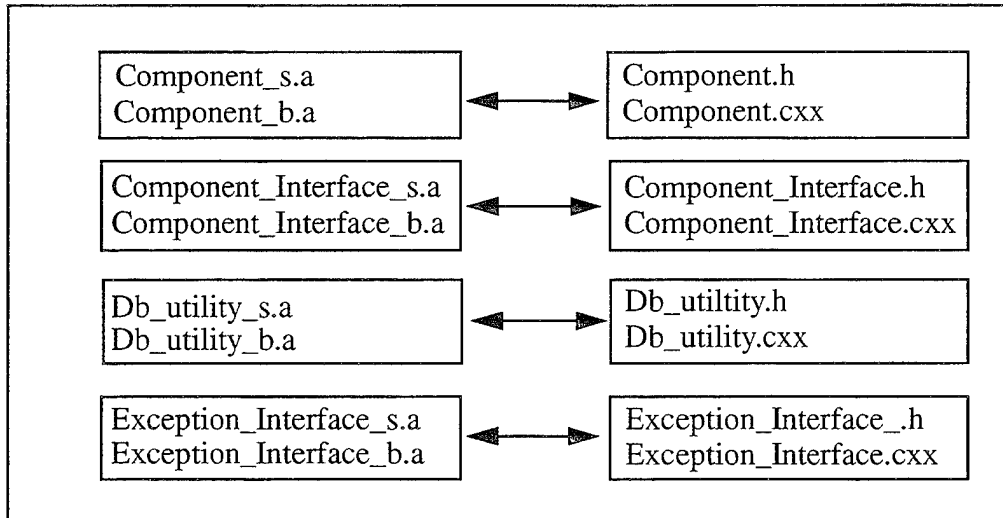 Component_s.a
Component_b.a
Component.h
Component.cxx
Component_Interface_s.a
Component_Interface_b.a
Component_Interface.h
Component_Interface.cxx
Db_utility_s.a
Db_utility_b.a
Db_utiltity.h
Db_utility.cxx
Exception_Interface_s.a
Exception_Interface_b.a
Exception_Interface_.h
Exception_Interface.cxx